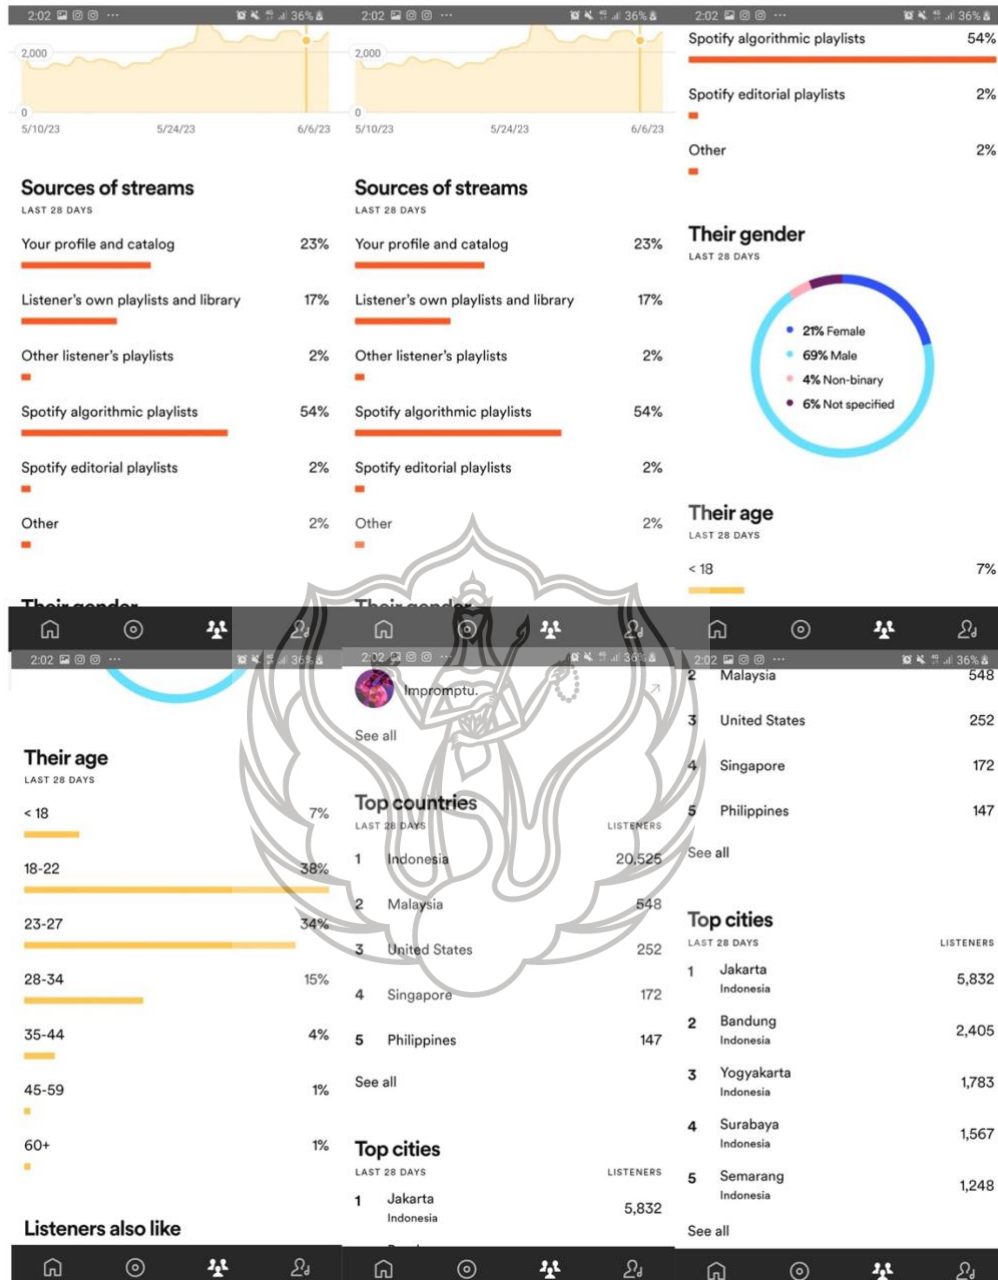 2:02 ... 36%
2,000
0
5/10/23 5/24/23 6/6/23
Sources of streams
LAST 28 DAYS
Your profile and catalog 23%
Listener's own playlists and library 17%
Other listener's playlists 2%
Spotify algorithmic playlists 54%
Spotify editorial playlists 2%
Other 2%
Their gender
2:02 ... 36%
5/10/23 5/24/23 6/6/23
2,000
0
Sources of streams
LAST 28 DAYS
Your profile and catalog 23%
Listener's own playlists and library 17%
Other listener's playlists 2%
Spotify algorithmic playlists 54%
Spotify editorial playlists 2%
Other 2%
Their gender
2:02 ... 36%
Spotify algorithmic playlists 54%
Spotify editorial playlists 2%
Other 2%
Their gender
LAST 28 DAYS
21% Female
69% Male
4% Non-binary
6% Not specified
Their age
LAST 28 DAYS
< 18 7%
2:02 ... 36%
Their age
LAST 28 DAYS
< 18 7%
18-22 38%
23-27 34%
28-34 15%
35-44 4%
45-59 1%
60+ 1%
Listeners also like
2:02 ... 36%
Impromptu.
See all
Top countries
LAST 28 DAYS LISTENERS
1 Indonesia 20,525
2 Malaysia 548
3 United States 252
4 Singapore 172
5 Philippines 147
See all
Top cities
LAST 28 DAYS LISTENERS
1 Jakarta 5,832
Indonesia
2:02 ... 36%
2 Malaysia 548
3 United States 252
4 Singapore 172
5 Philippines 147
See all
Top cities
LAST 28 DAYS LISTENERS
1 Jakarta 5,832
Indonesia
2 Bandung 2,405
Indonesia
3 Yogyakarta 1,783
Indonesia
4 Surabaya 1,567
Indonesia
5 Semarang 1,248
Indonesia
See all